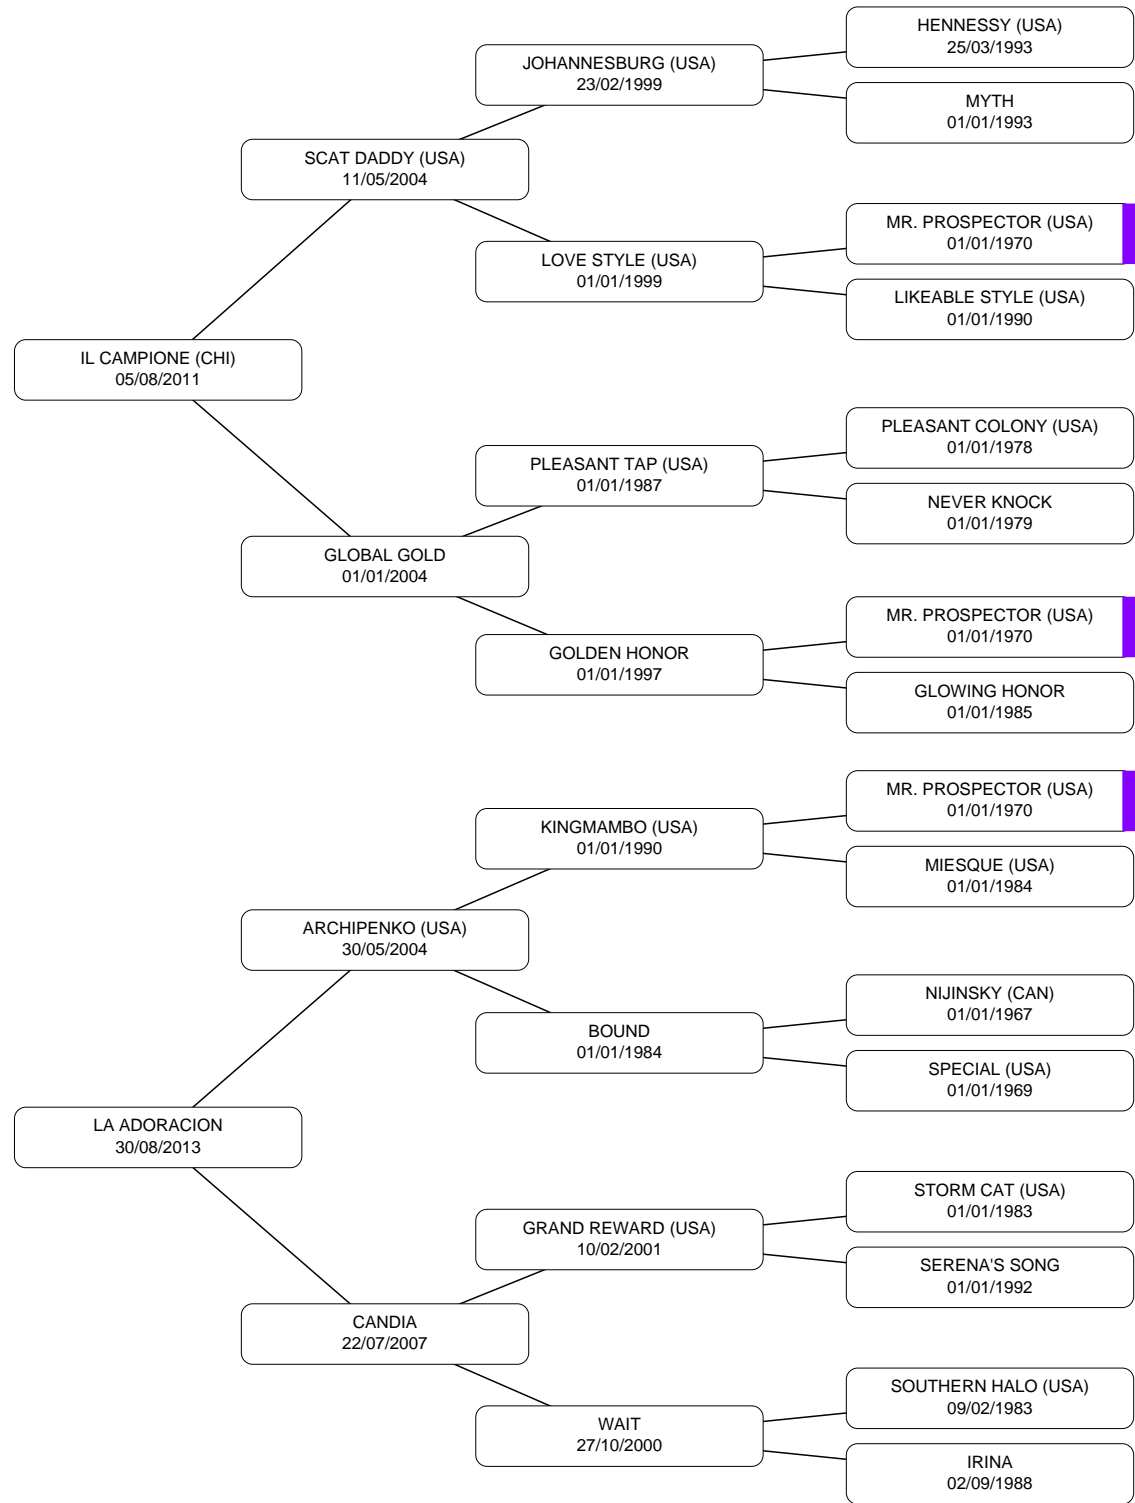 HENNESSY (USA)
25/03/1993
JOHANNESBURG (USA)
23/02/1999
MYTH
01/01/1993
SCAT DADDY (USA)
11/05/2004
MR. PROSPECTOR (USA)
01/01/1970
LOVE STYLE (USA)
01/01/1999
LIKEABLE STYLE (USA)
01/01/1990
IL CAMPIONE (CHI)
05/08/2011
PLEASANT COLONY (USA)
01/01/1978
PLEASANT TAP (USA)
01/01/1987
NEVER KNOCK
01/01/1979
GLOBAL GOLD
01/01/2004
MR. PROSPECTOR (USA)
01/01/1970
GOLDEN HONOR
01/01/1997
GLOWING HONOR
01/01/1985
MR. PROSPECTOR (USA)
01/01/1970
KINGMAMBO (USA)
01/01/1990
MIESQUE (USA)
01/01/1984
ARCHIPENKO (USA)
30/05/2004
NIJINSKY (CAN)
01/01/1967
BOUND
01/01/1984
SPECIAL (USA)
01/01/1969
LA ADORACION
30/08/2013
STORM CAT (USA)
01/01/1983
GRAND REWARD (USA)
10/02/2001
SERENA'S SONG
01/01/1992
CANDIA
22/07/2007
SOUTHERN HALO (USA)
09/02/1983
WAIT
27/10/2000
IRINA
02/09/1988